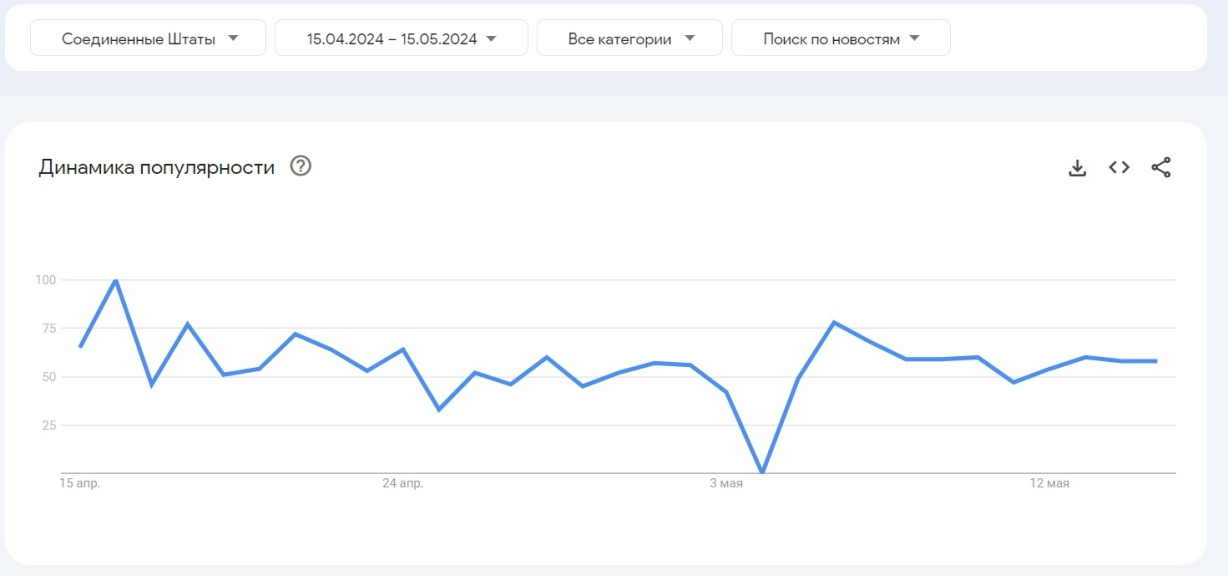 Соединенные Штаты 15.04.2024 – 15.05.2024 Все категории Поиск по новостям
Динамика популярности
100
75
50
25
15 апр. 24 апр. 3 мая 12 мая